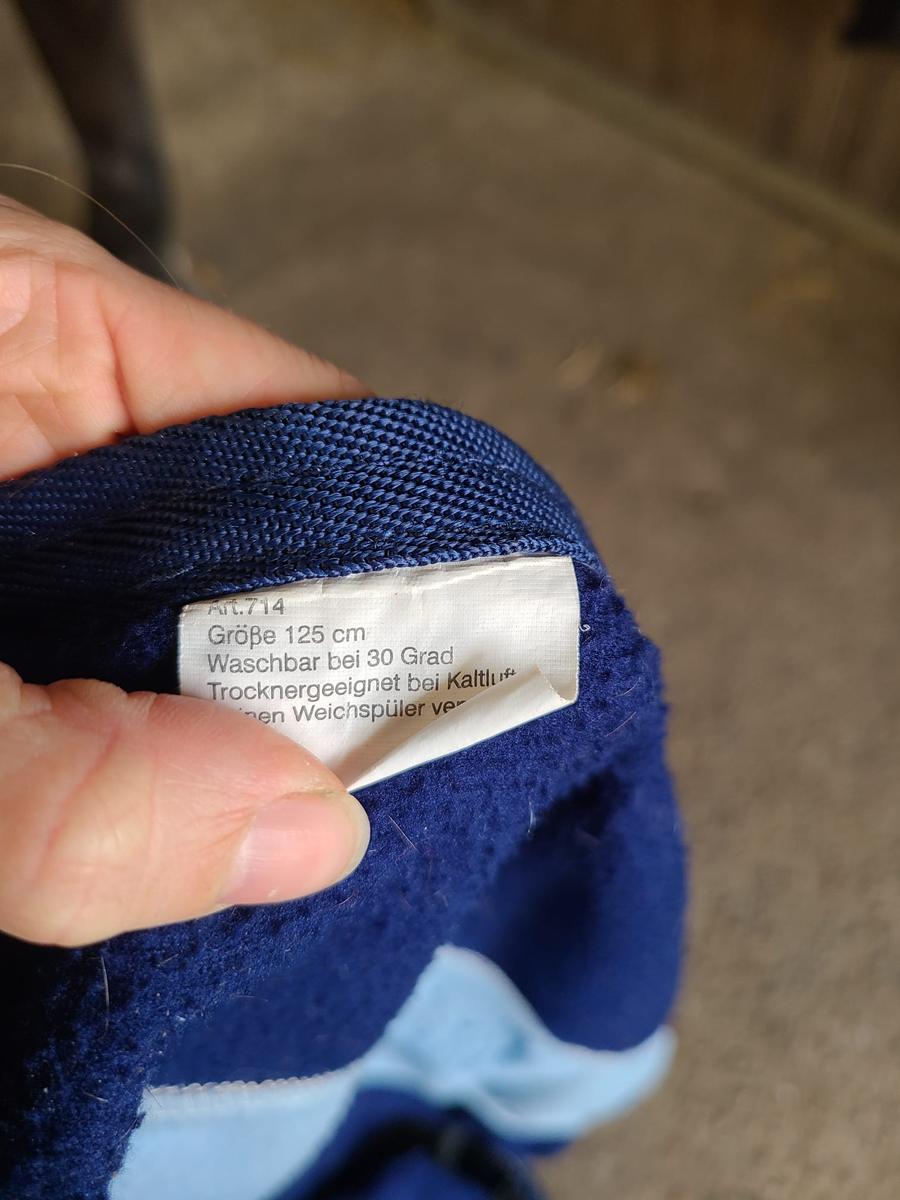 Art.714
Größe 125 cm
Waschbar bei 30 Grad
Trocknergeeignet bei Kaltluft
Weichspüler